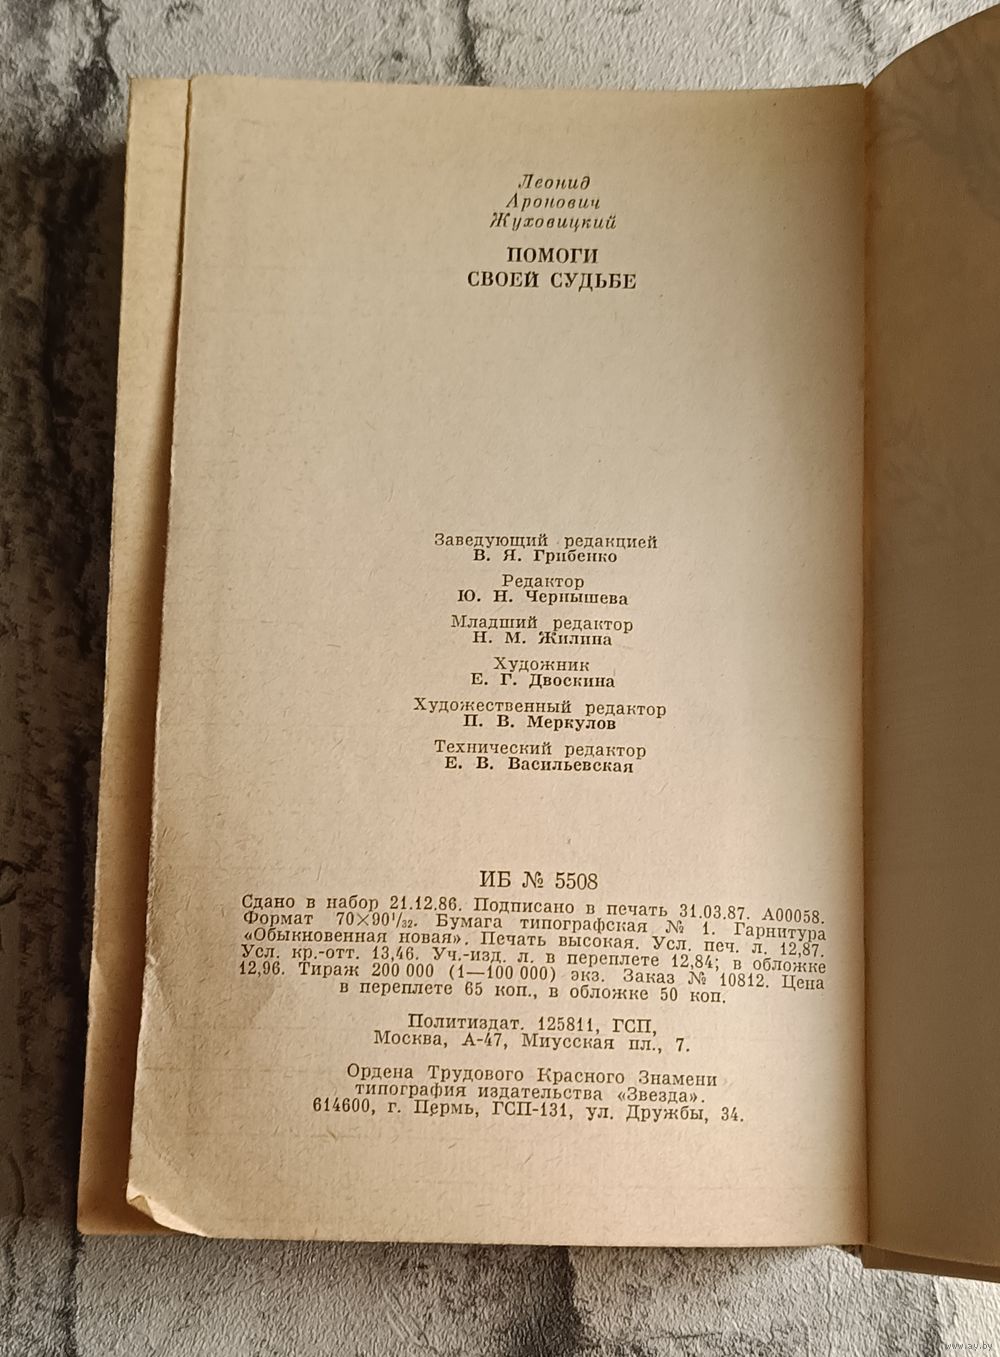 Леонид
Аронович
Жуховицкий
ПОМОГИ
СВОЕЙ СУДЬБЕ
Заведующий редакцией
В. Я. Грибенко
Редактор
Ю. Н. Чернышева
Младший редактор
Н. М. Жилина
Художник
Е. Г. Двоскина
Художественный редактор
П. В. Меркулов
Технический редактор
Е. В. Васильевская
ИБ № 5508
Сдано в набор 21.12.86. Подписано в печать 31.03.87. А00058.
Формат 70×90¹/₃₂. Бумага типографская № 1. Гарнитура
«Обыкновенная новая». Печать высокая. Усл. печ. л. 12,87.
Усл. кр.-отт. 13,46. Уч.-изд. л. в переплете 12,84; в обложке
12,96. Тираж 200 000 (1—100 000) экз. Заказ № 10812. Цена
в переплете 65 коп., в обложке 50 коп.
Политиздат. 125811, ГСП,
Москва, А-47, Миусская пл., 7.
Ордена Трудового Красного Знамени
типография издательства «Звезда».
614600, г. Пермь, ГСП-131, ул. Дружбы, 34.
www.ay.by